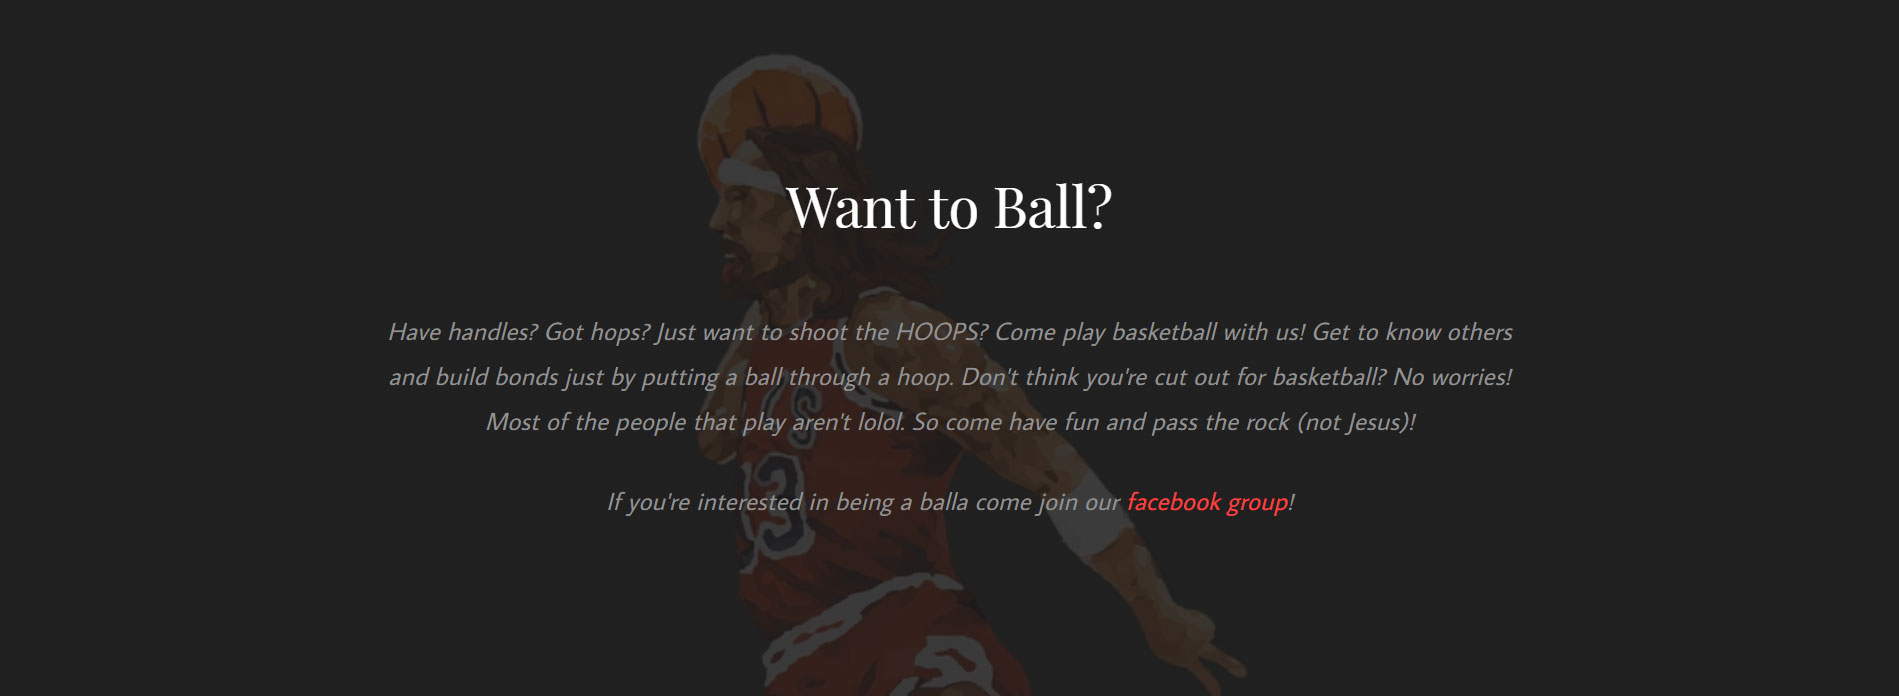 Want to Ball?
Have handles? Got hops? Just want to shoot the HOOPS? Come play basketball with us! Get to know others
and build bonds just by putting a ball through a hoop. Don't think you're cut out for basketball? No worries!
Most of the people that play aren't lolol. So come have fun and pass the rock (not Jesus)!
If you're interested in being a balla come join our facebook group!